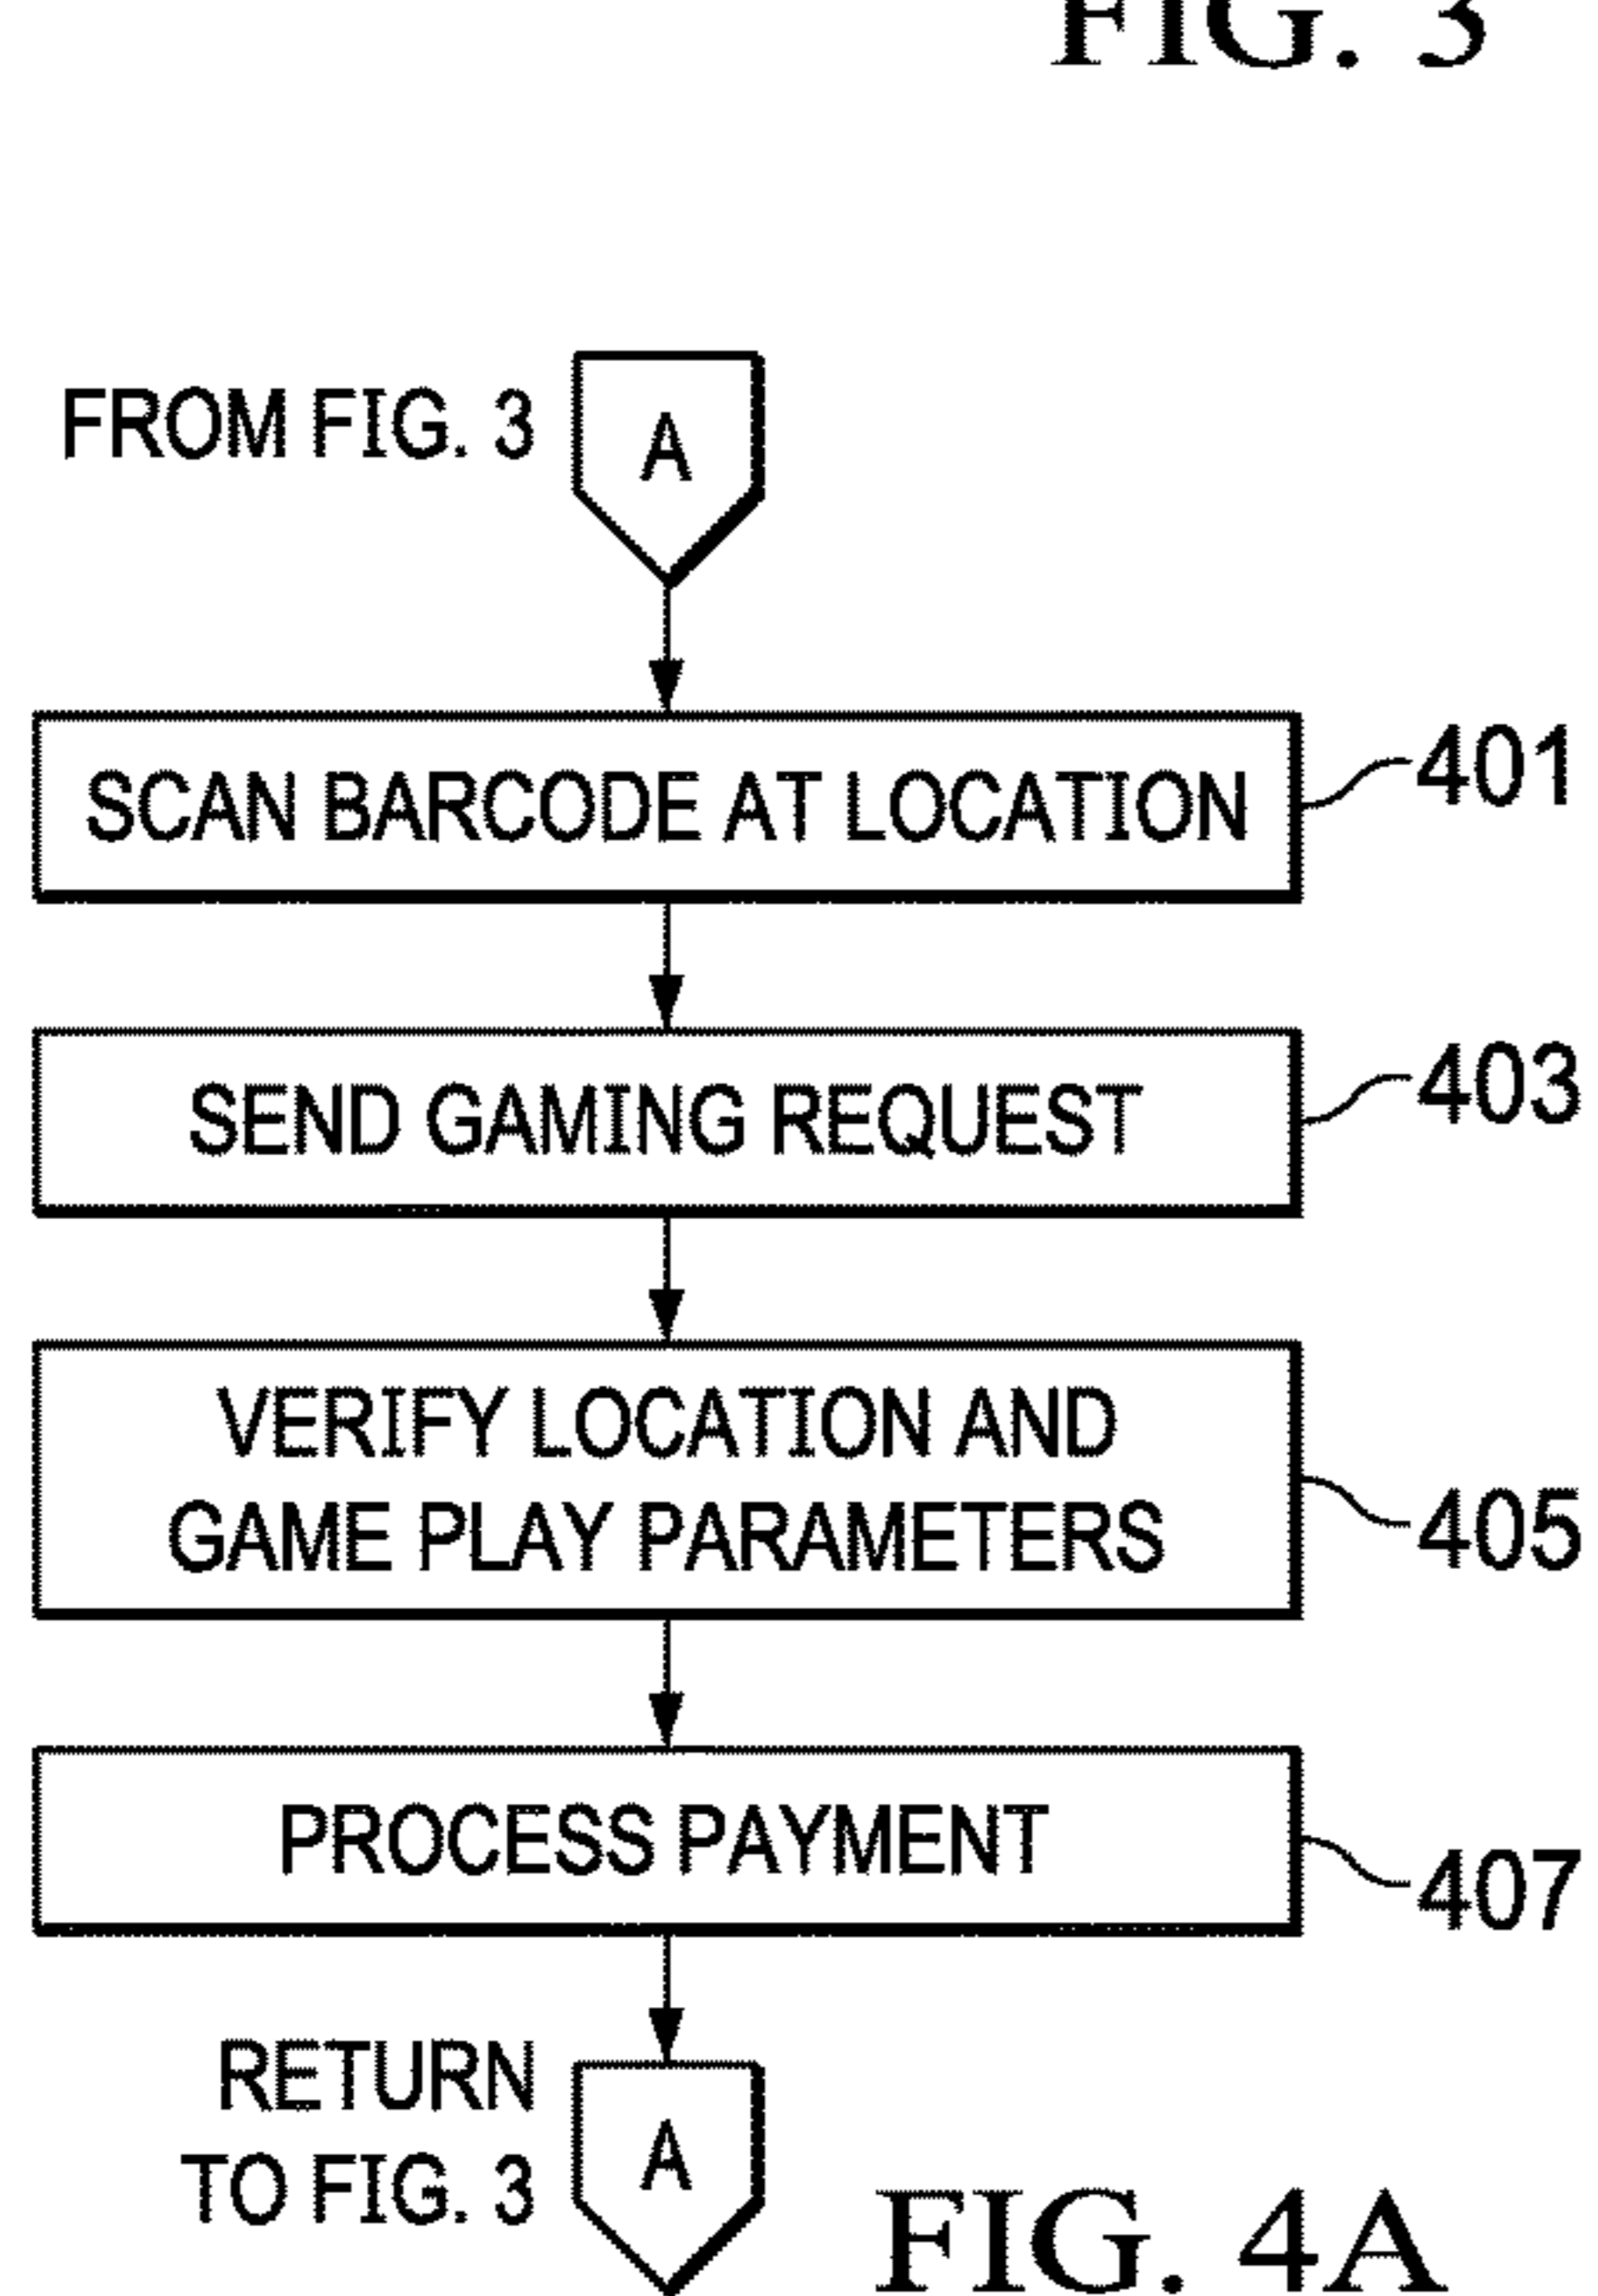 FIG. 3
FROM FIG. 3
A
SCAN BARCODE AT LOCATION
401
SEND GAMING REQUEST
403
VERIFY LOCATION AND
GAME PLAY PARAMETERS
405
PROCESS PAYMENT
407
RETURN
TO FIG. 3
A
FIG. 4A